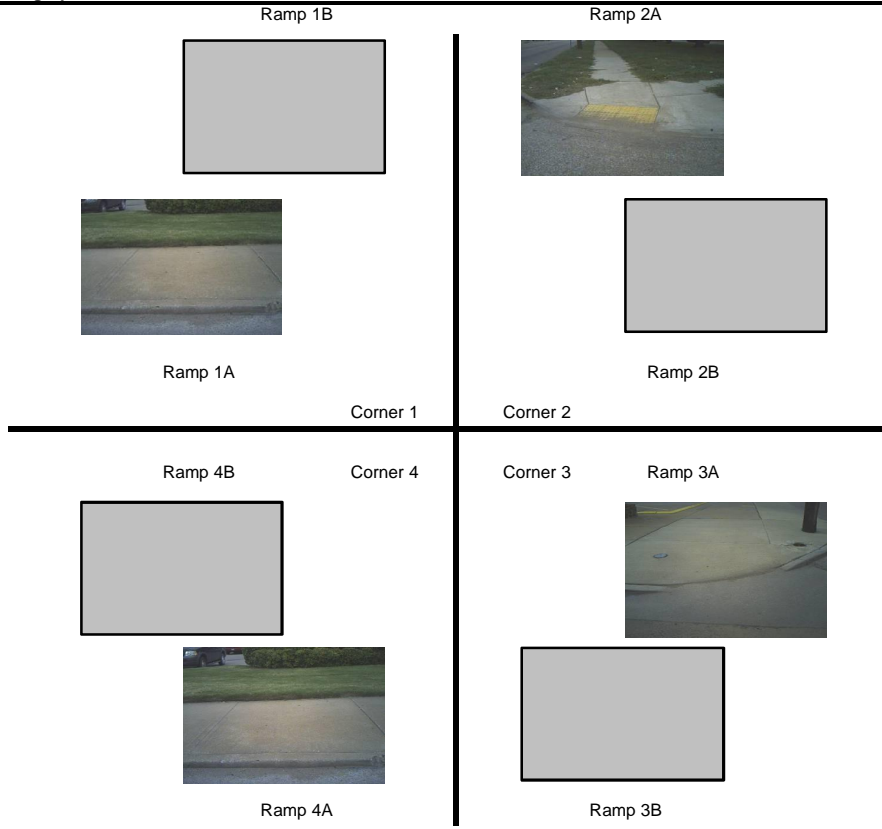 Ramp 1B Ramp 2A
Ramp 1A Ramp 2B
Corner 1 Corner 2
Ramp 4B Corner 4 Corner 3 Ramp 3A
Ramp 4A Ramp 3B